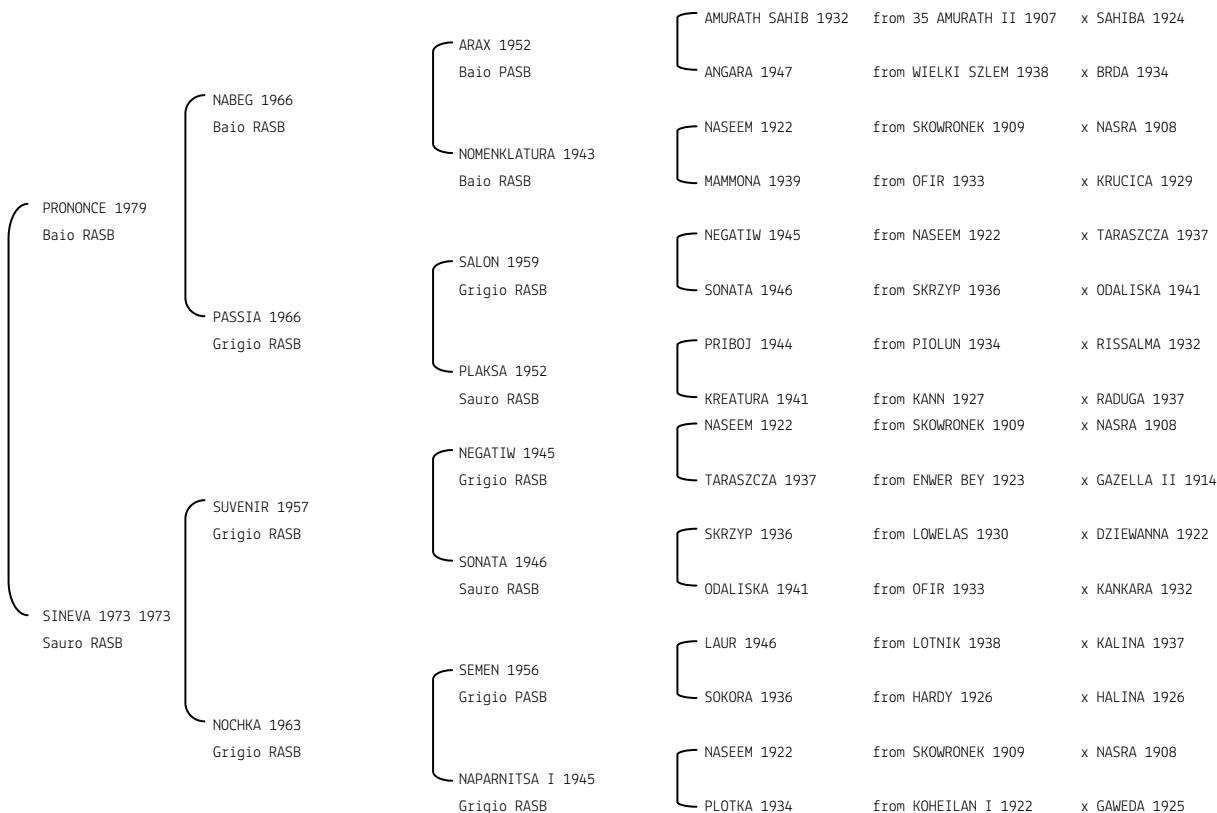 AMURATH SAHIB 1932 from 35 AMURATH II 1907 x SAHIBA 1924
ARAX 1952
Baio PASB
ANGARA 1947 from WIELKI SZLEM 1938 x BRDA 1934
NABEG 1966
Baio RASB
NASEEM 1922 from SKOWRONEK 1909 x NASRA 1908
NOMENKLATURA 1943
Baio RASB
MAMMONA 1939 from OFIR 1933 x KRUCICA 1929
PRONONCE 1979
Baio RASB
NEGATIW 1945 from NASEEM 1922 x TARASZCZA 1937
SALON 1959
Grigio RASB
SONATA 1946 from SKRZYP 1936 x ODALISKA 1941
PASSIA 1966
Grigio RASB
PRIBOJ 1944 from PIOLUN 1934 x RISSALMA 1932
PLAKSA 1952
Sauro RASB
KREATURA 1941 from KANN 1927 x RADUGA 1937
NASEEM 1922 from SKOWRONEK 1909 x NASRA 1908
NEGATIW 1945
Grigio RASB
TARASZCZA 1937 from ENWER BEY 1923 x GAZELLA II 1914
SUVENIR 1957
Grigio RASB
SKRZYP 1936 from LOWELAS 1930 x DZIEWANNA 1922
SONATA 1946
Sauro RASB
ODALISKA 1941 from OFIR 1933 x KANKARA 1932
SINEVA 1973 1973
Sauro RASB
LAUR 1946 from LOTNIK 1938 x KALINA 1937
SEMEN 1956
Grigio PASB
SOKORA 1936 from HARDY 1926 x HALINA 1926
NOCHKA 1963
Grigio RASB
NASEEM 1922 from SKOWRONEK 1909 x NASRA 1908
NAPARNITSA I 1945
Grigio RASB
PLOTKA 1934 from KOHEILAN I 1922 x GAWEDA 1925